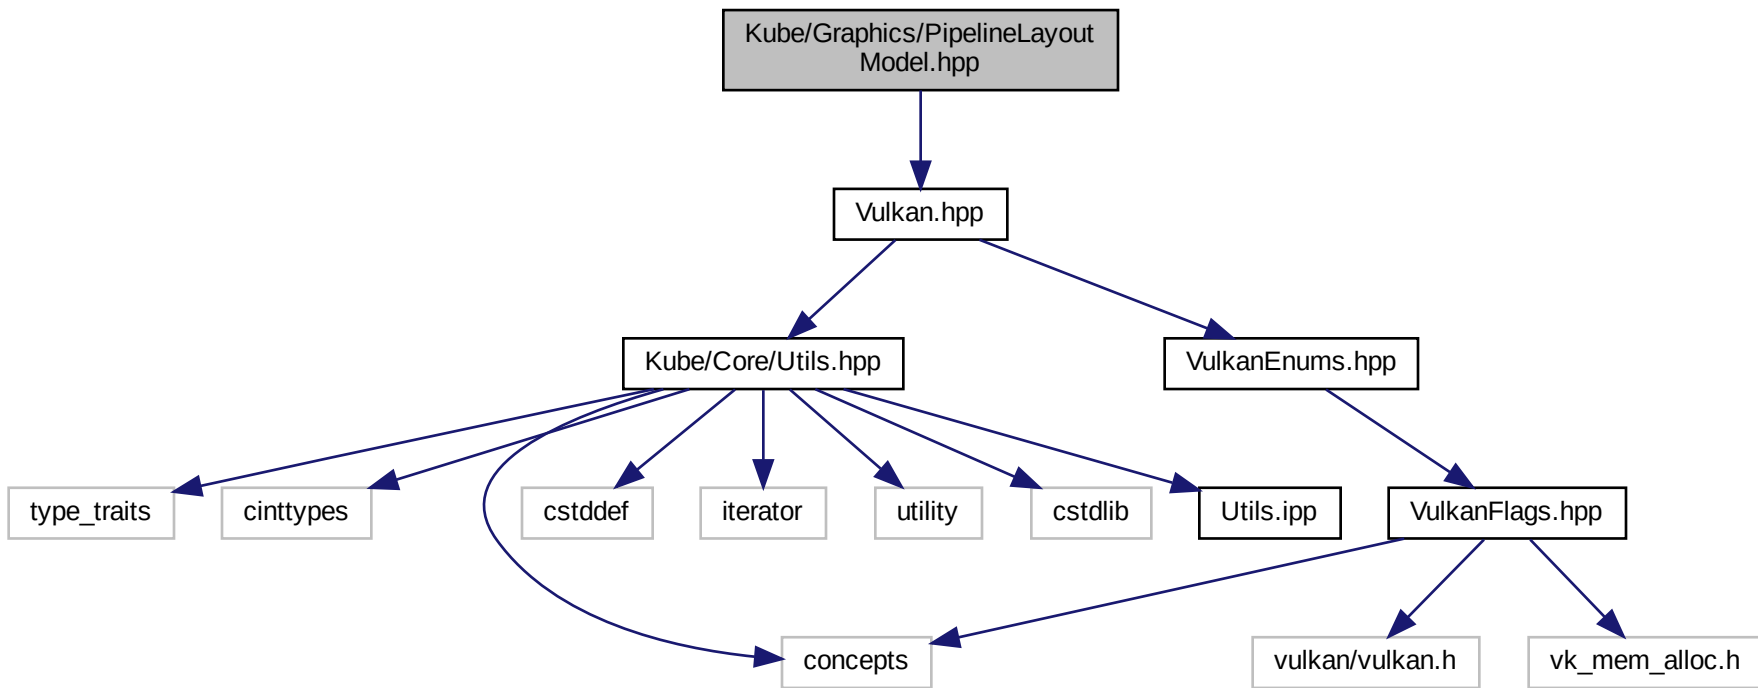 Kube/Graphics/PipelineLayout
Model.hpp
Vulkan.hpp
Kube/Core/Utils.hpp
VulkanEnums.hpp
type_traits
cinttypes
cstddef
iterator
utility
cstdlib
Utils.ipp
VulkanFlags.hpp
concepts
vulkan/vulkan.h
vk_mem_alloc.h